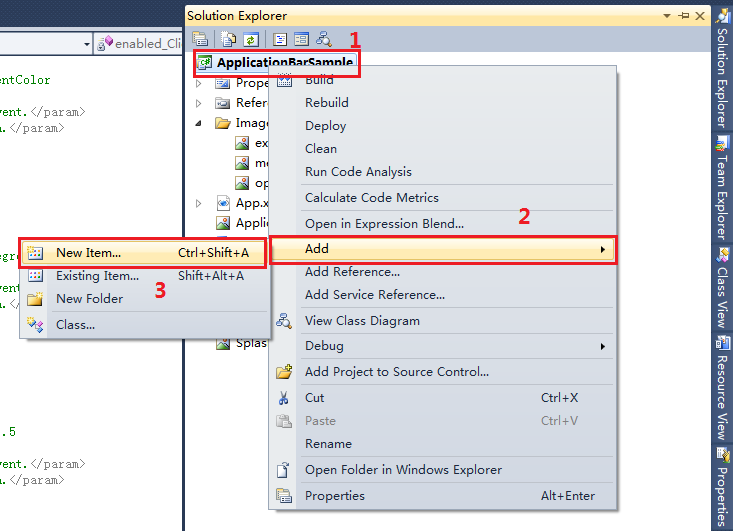 Solution Explorer
enabled_Cli
1
ApplicationBarSample
entColor
Prope
vent.</param>
Refere
n.</param>
Image
ex
me
op
App.x
Applic
Build
Rebuild
Deploy
Clean
Run Code Analysis
Calculate Code Metrics
Open in Expression Blend...
2
Add
Add Reference...
Add Service Reference...
View Class Diagram
Debug
Add Project to Source Control...
Cut Ctrl+X
Paste Ctrl+V
Rename
Open Folder in Windows Explorer
Properties Alt+Enter
New Item... Ctrl+Shift+A
Existing Item... Shift+Alt+A
New Folder
3
Class...
egre
vent
n.<
Splas
.5
vent.</param>
n.</param>
Solution Explorer
Team Explorer
Class View
Resource View
Properties